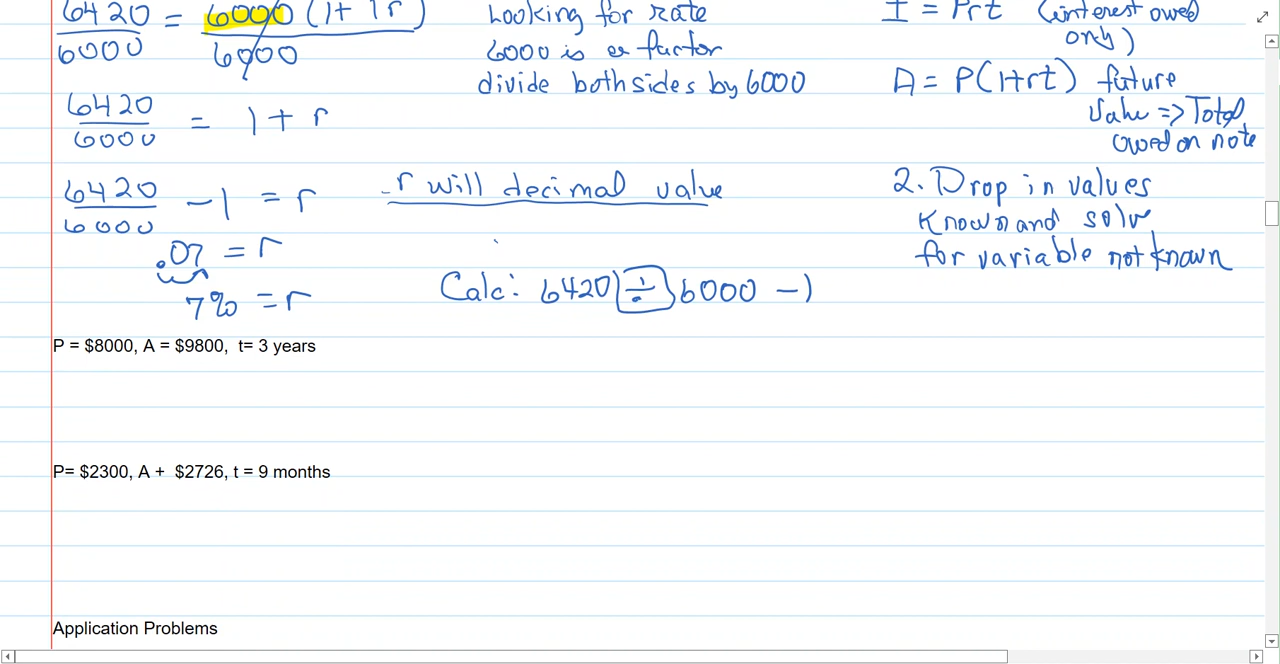 6420 = 6000 (1+ 1r)
6000 6000
6420 = 1 + r
6000
6420 - 1 = r
6000
.07 = r
7% = r
Looking for rate
6000 is a factor
divide both sides by 6000
r will decimal value
Calc: 6420 ÷ 6000 - 1
I = Prt (interest owed
only)
A = P(1+rt) future
Value => Total
owed on note
2. Drop in values
Known and solve
for variable not known
P = $8000, A = $9800, t= 3 years
P= $2300, A + $2726, t = 9 months
Application Problems